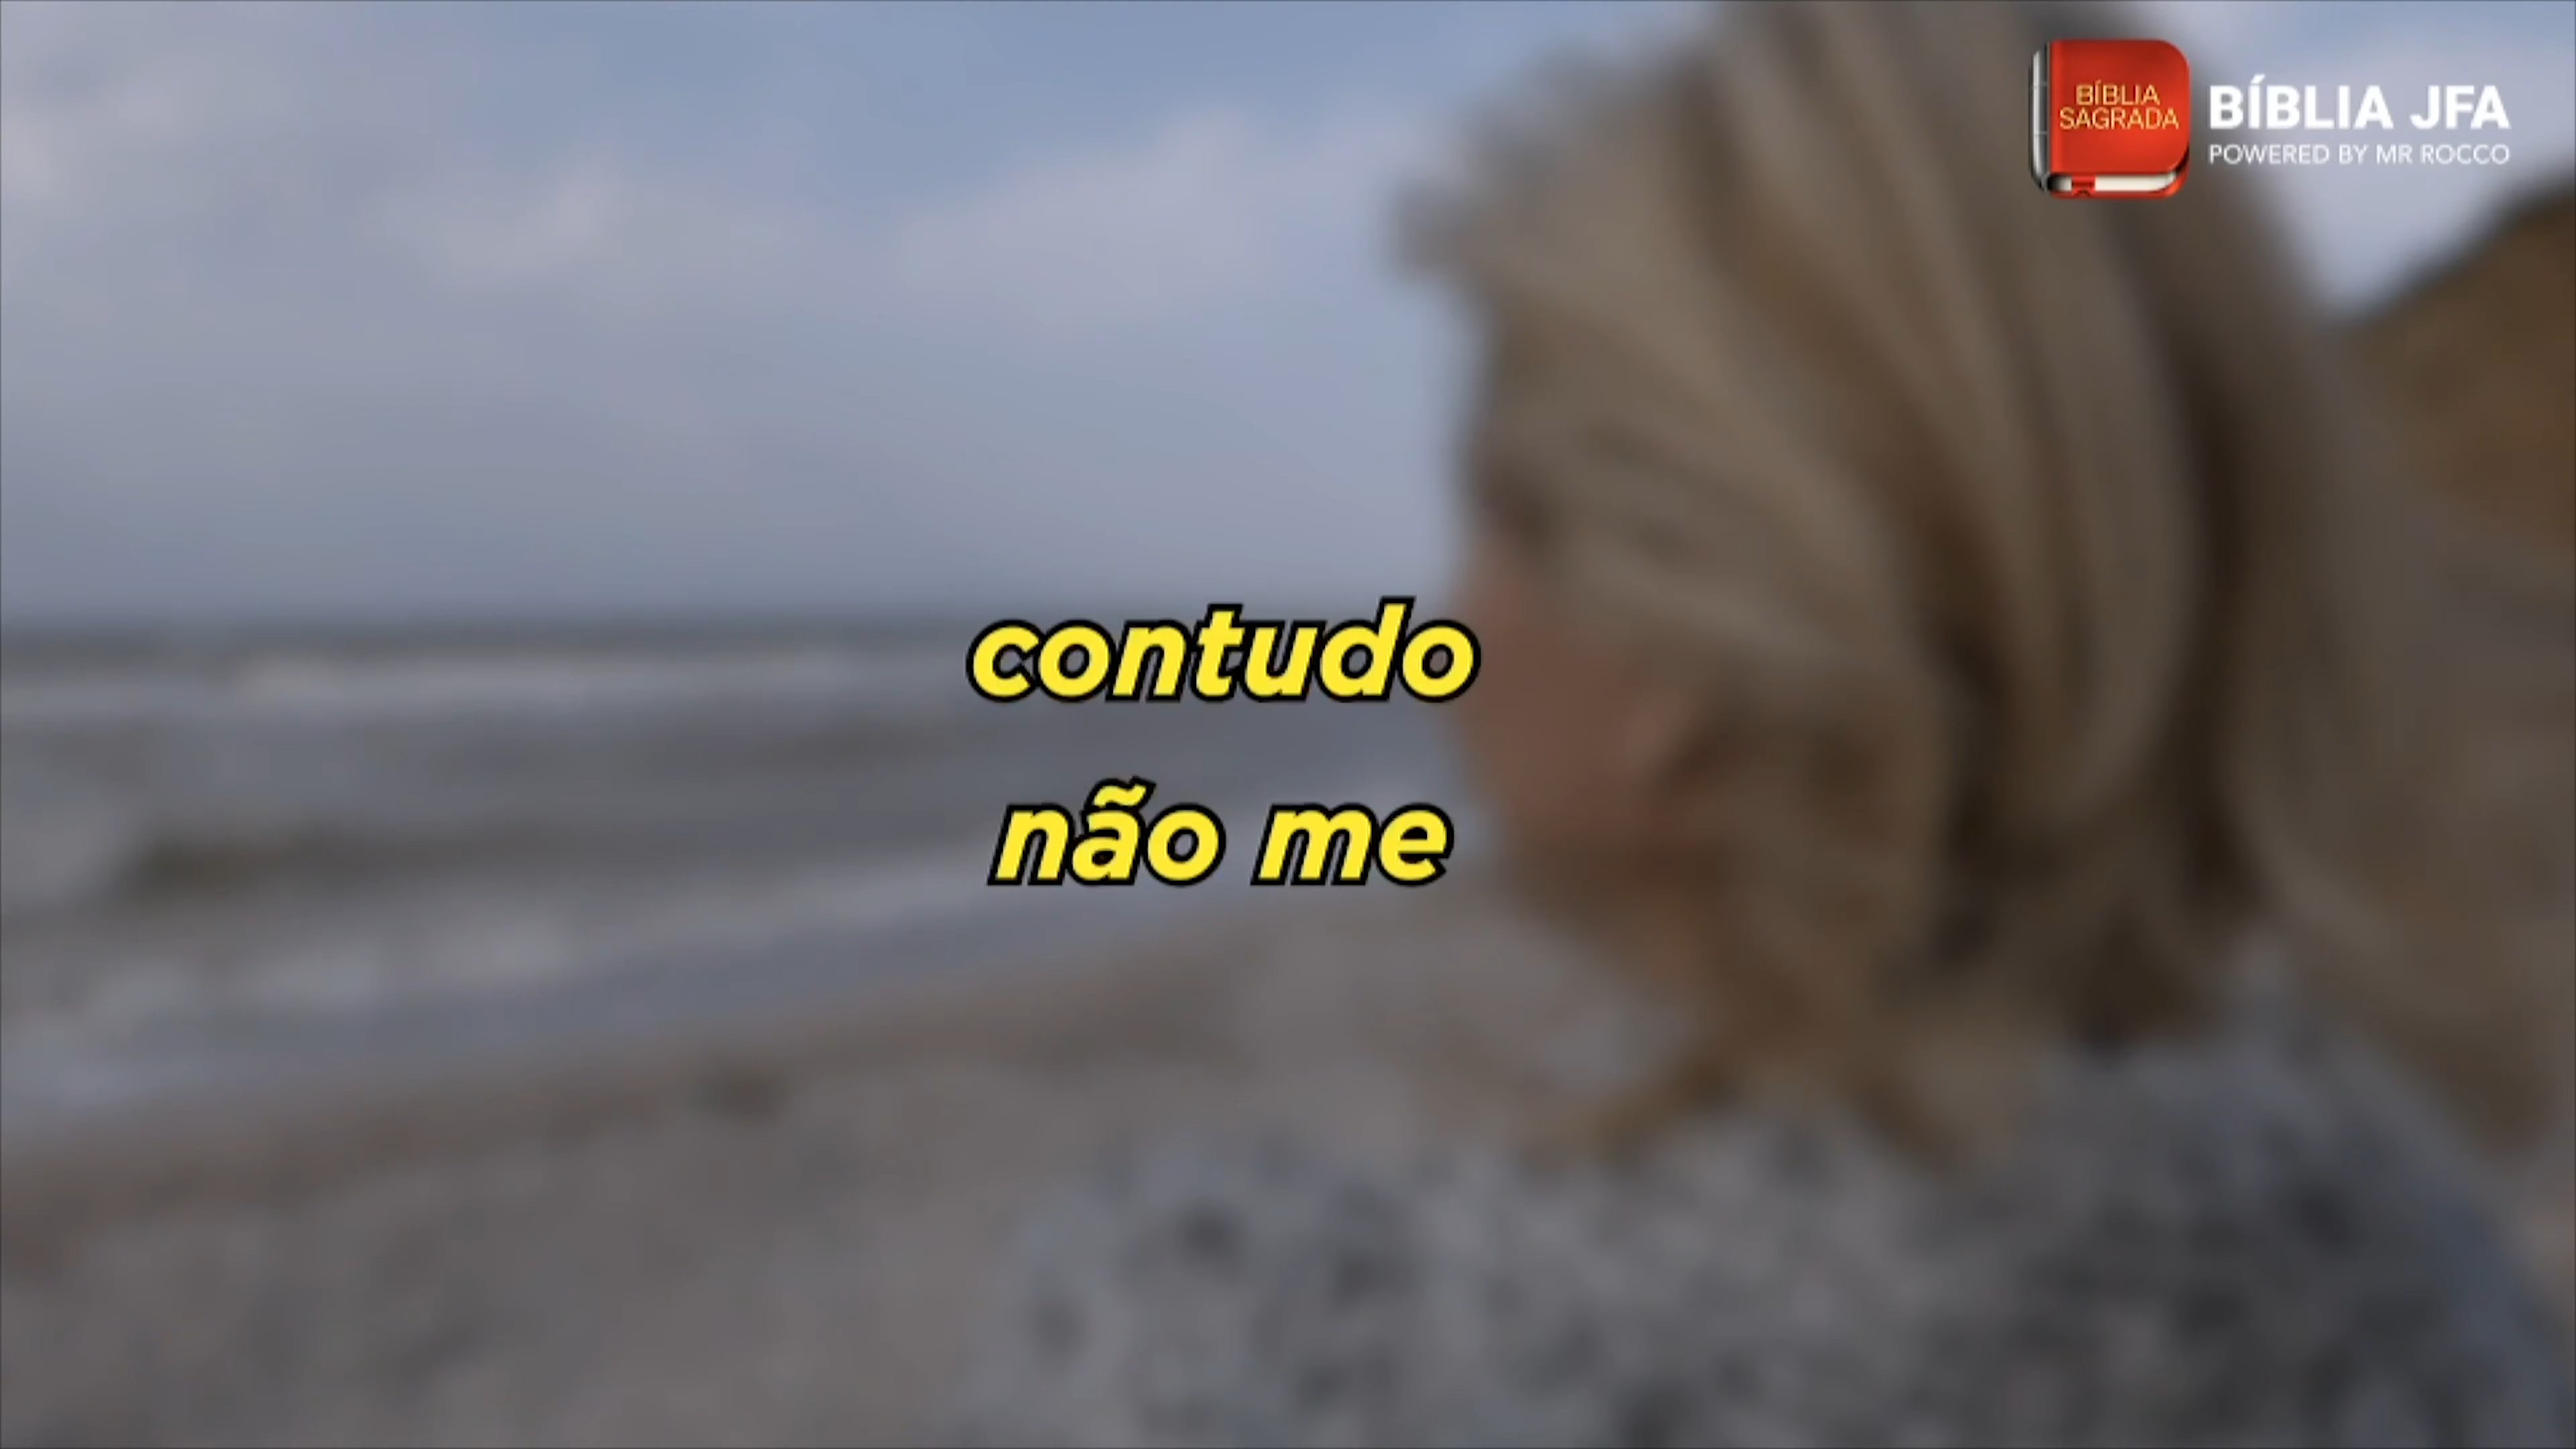 BÍBLIA
SAGRADA
BÍBLIA JFA
POWERED BY MR ROCCO
contudo
não me